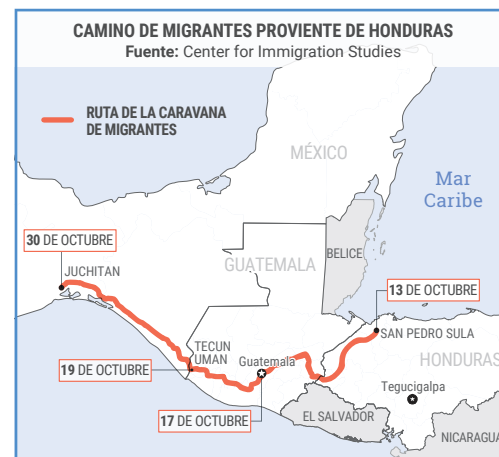 CAMINO DE MIGRANTES PROVIENTE DE HONDURAS
Fuente: Center for Immigration Studies
RUTA DE LA CARAVANA
DE MIGRANTES
MÉXICO
Mar
Caribe
30 DE OCTUBRE
JUCHITAN
GUATEMALA
BELICE
13 DE OCTUBRE
SAN PEDRO SULA
TECUN
UMAN
Guatemala
HONDURAS
19 DE OCTUBRE
Tegucigalpa
17 DE OCTUBRE
EL SALVADOR
NICARAGUA